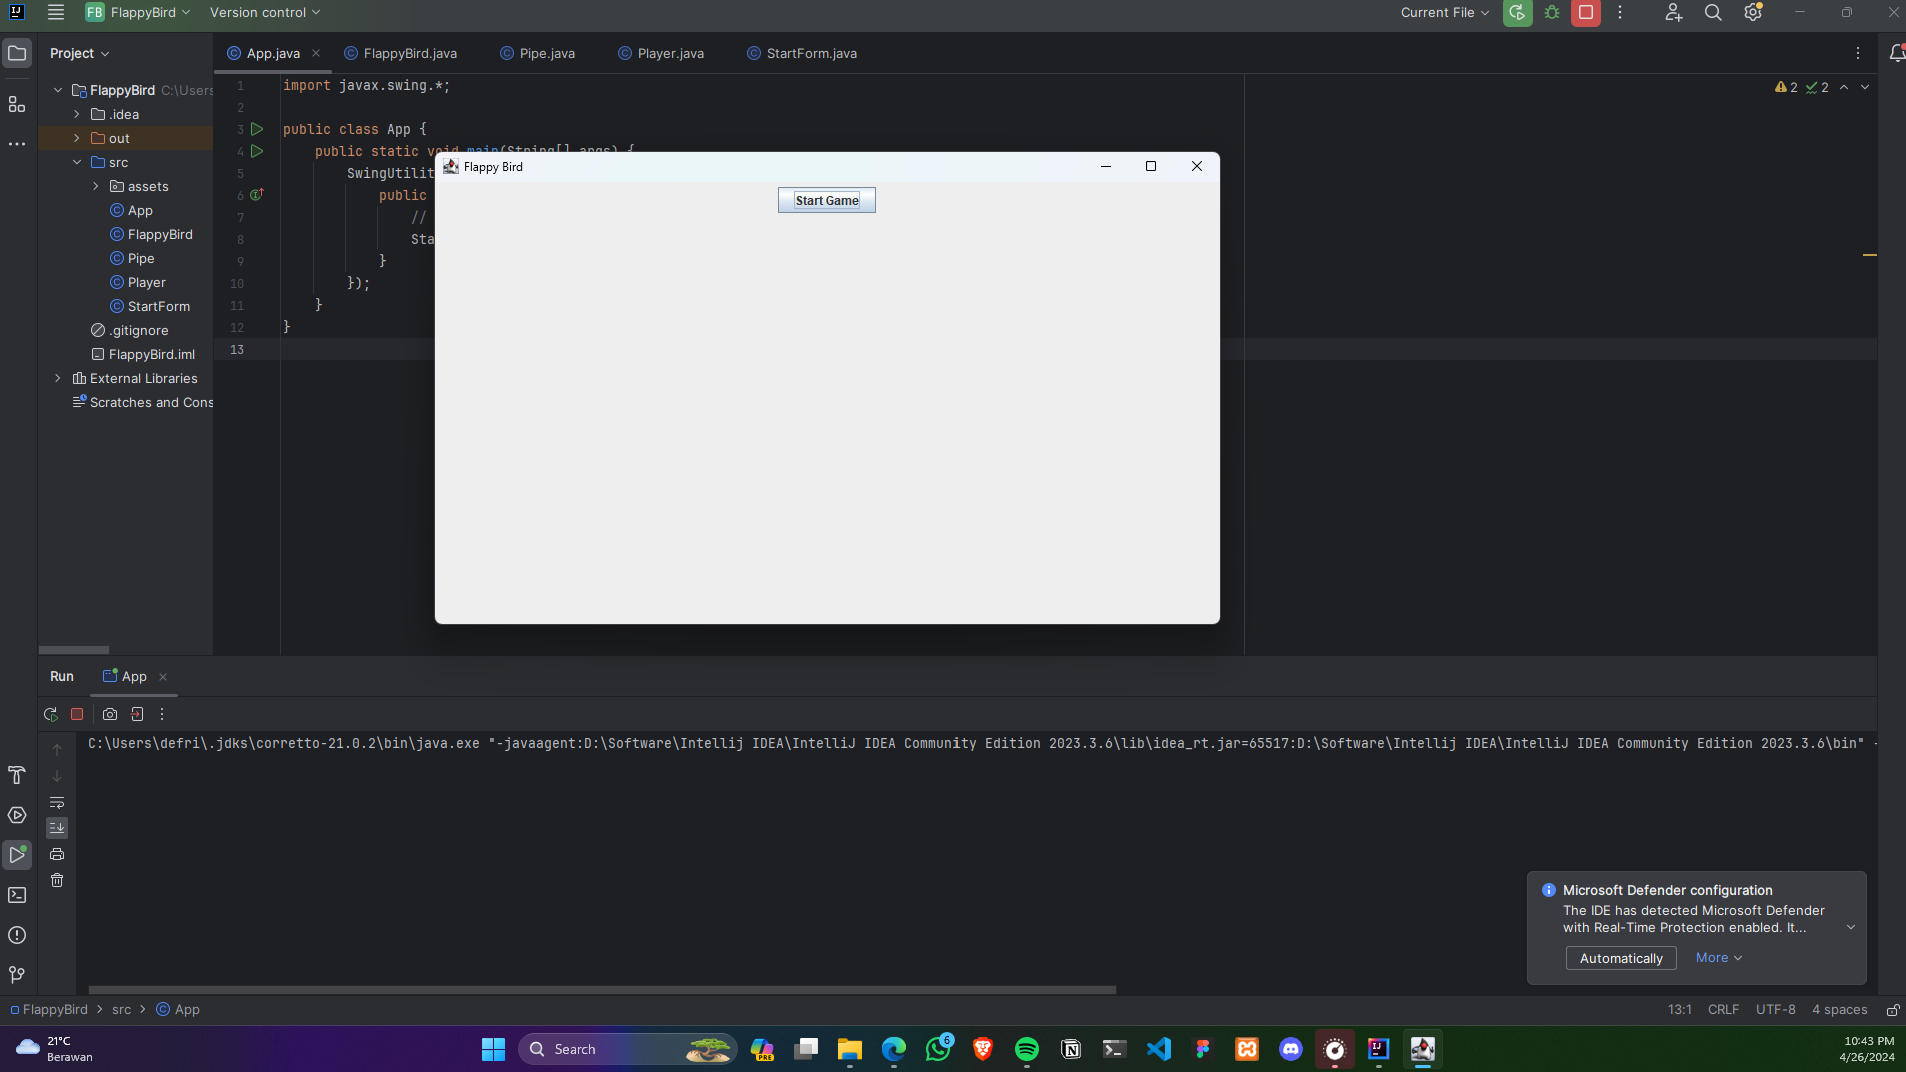 FB FlappyBird Version control Current File
Project
App.java FlappyBird.java Pipe.java Player.java StartForm.java
FlappyBird C:\Users
.idea
out
src
assets
App
FlappyBird
Pipe
Player
StartForm
.gitignore
FlappyBird.iml
External Libraries
Scratches and Cons
1 import javax.swing.*;
2
3 public class App {
4 public static void main(String[] args) {
5 SwingUtilit
6 public
7 //
8 Sta
9 }
10 });
11 }
12 }
13
2 2
Flappy Bird
Start Game
Run App
C:\Users\defri\.jdks\corretto-21.0.2\bin\java.exe "-javaagent:D:\Software\Intellij IDEA\IntelliJ IDEA Community Edition 2023.3.6\lib\idea_rt.jar=65517:D:\Software\Intellij IDEA\IntelliJ IDEA Community Edition 2023.3.6\bin" -
Microsoft Defender configuration
The IDE has detected Microsoft Defender
with Real-Time Protection enabled. It...
Automatically More
FlappyBird > src > App
13:1 CRLF UTF-8 4 spaces
21°C
Berawan
Search
PRE
6
10:43 PM
4/26/2024